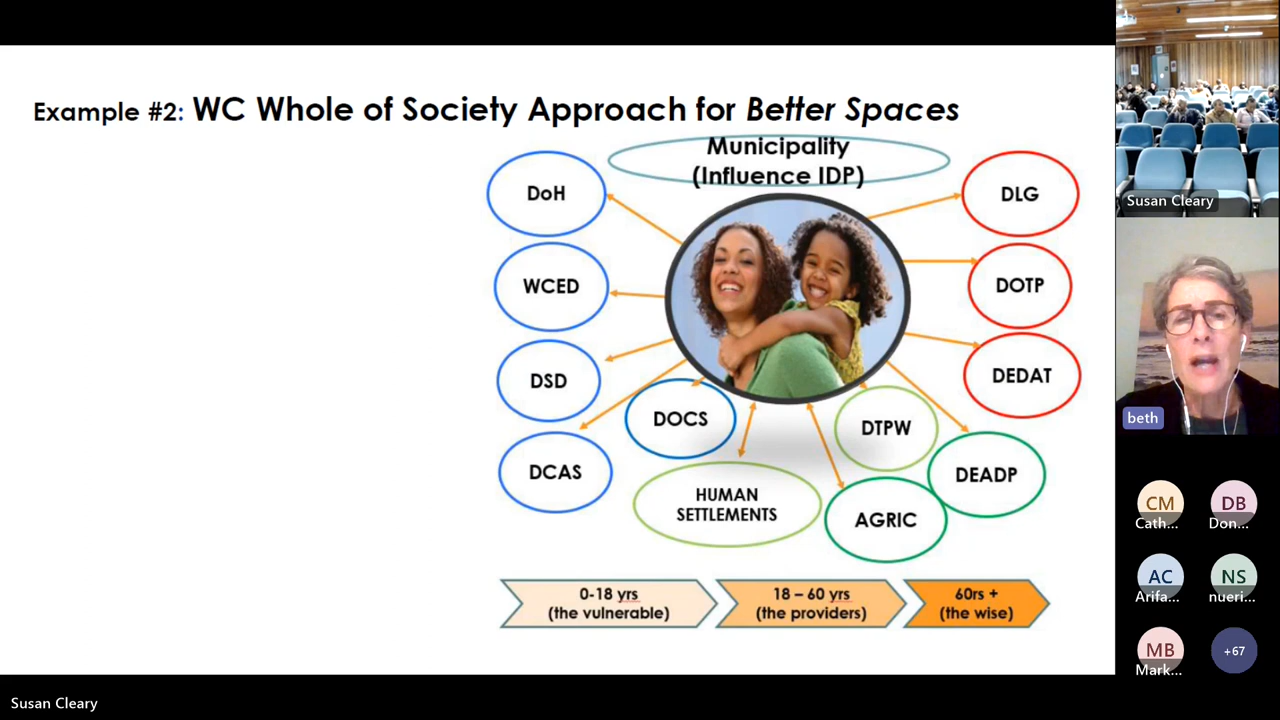 Example #2: WC Whole of Society Approach for Better Spaces
Municipality
(Influence IDP)
DoH
DLG
WCED
DOTP
DSD
DEDAT
DOCS
DTPW
DCAS
DEADP
HUMAN
SETTLEMENTS
AGRIC
0-18 yrs
(the vulnerable)
18 – 60 yrs
(the providers)
60rs +
(the wise)
Susan Cleary
beth
CM
Cath...
DB
Don...
AC
Arifa...
NS
nueri...
MB
Mark...
+67
Susan Cleary